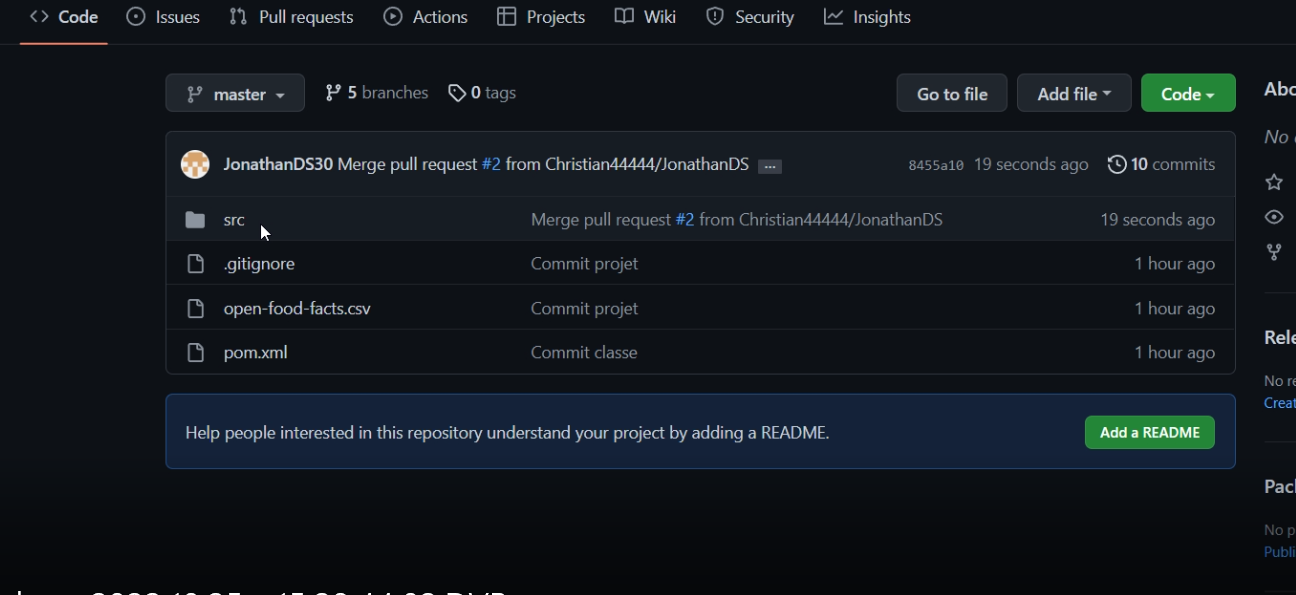 Code Issues Pull requests Actions Projects Wiki Security Insights
master 5 branches 0 tags Go to file Add file Code
JonathanDS30 Merge pull request #2 from Christian44444/JonathanDS ... 8455a10 19 seconds ago 10 commits
src Merge pull request #2 from Christian44444/JonathanDS 19 seconds ago
.gitignore Commit projet 1 hour ago
open-food-facts.csv Commit projet 1 hour ago
pom.xml Commit classe 1 hour ago
Help people interested in this repository understand your project by adding a README. Add a README
No
No